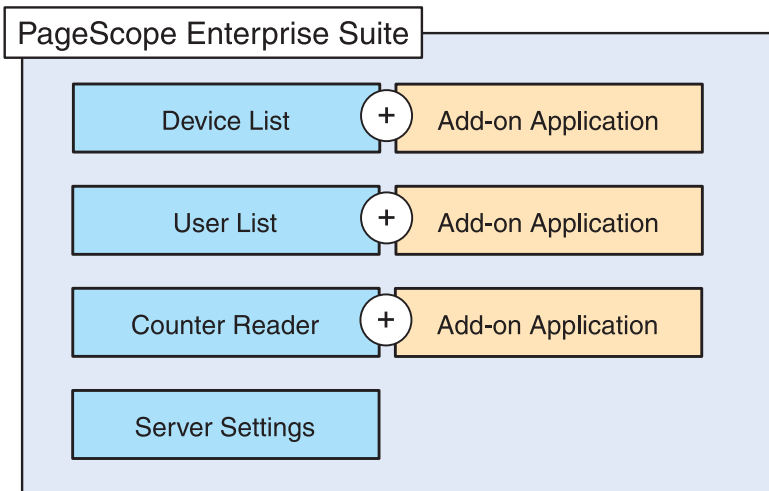 PageScope Enterprise Suite
Device List + Add-on Application
User List + Add-on Application
Counter Reader + Add-on Application
Server Settings